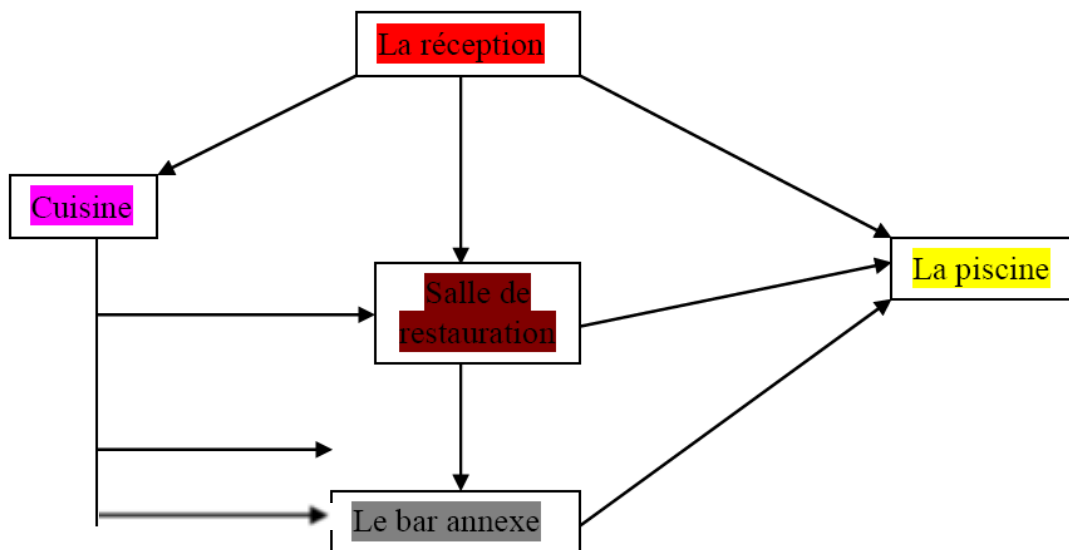 La réception
Cuisine
La piscine
Salle de
restauration
Le bar annexe